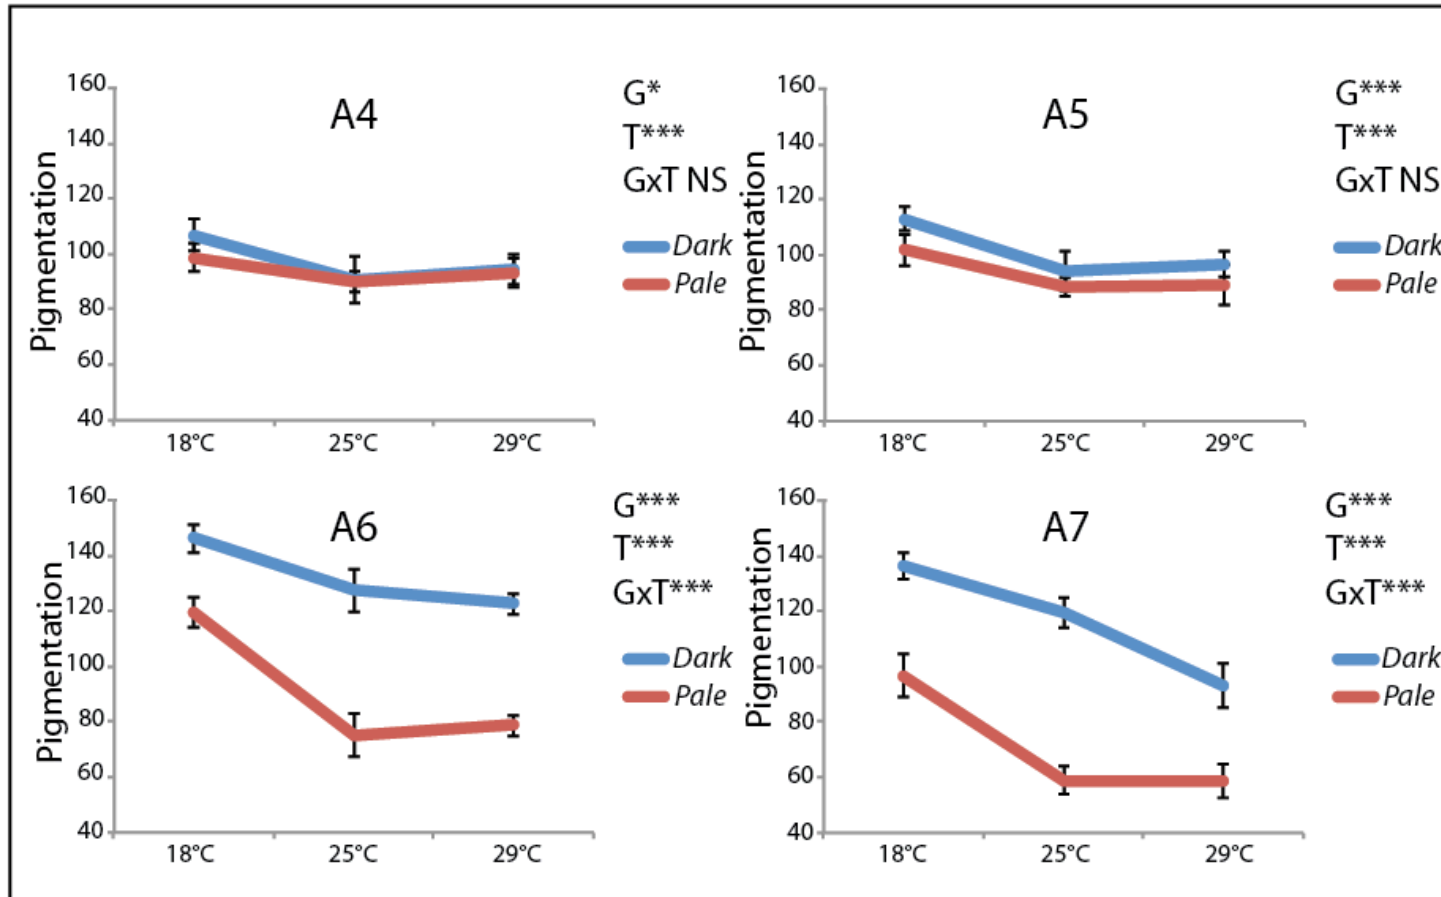 A4
G*
T***
GxT NS
Dark
Pale
Pigmentation
160
140
120
100
80
60
40
18°C 25°C 29°C
A5
G***
T***
GxT NS
Dark
Pale
Pigmentation
160
140
120
100
80
60
40
18°C 25°C 29°C
A6
G***
T***
GxT***
Dark
Pale
Pigmentation
160
140
120
100
80
60
40
18°C 25°C 29°C
A7
G***
T***
GxT***
Dark
Pale
Pigmentation
160
140
120
100
80
60
40
18°C 25°C 29°C